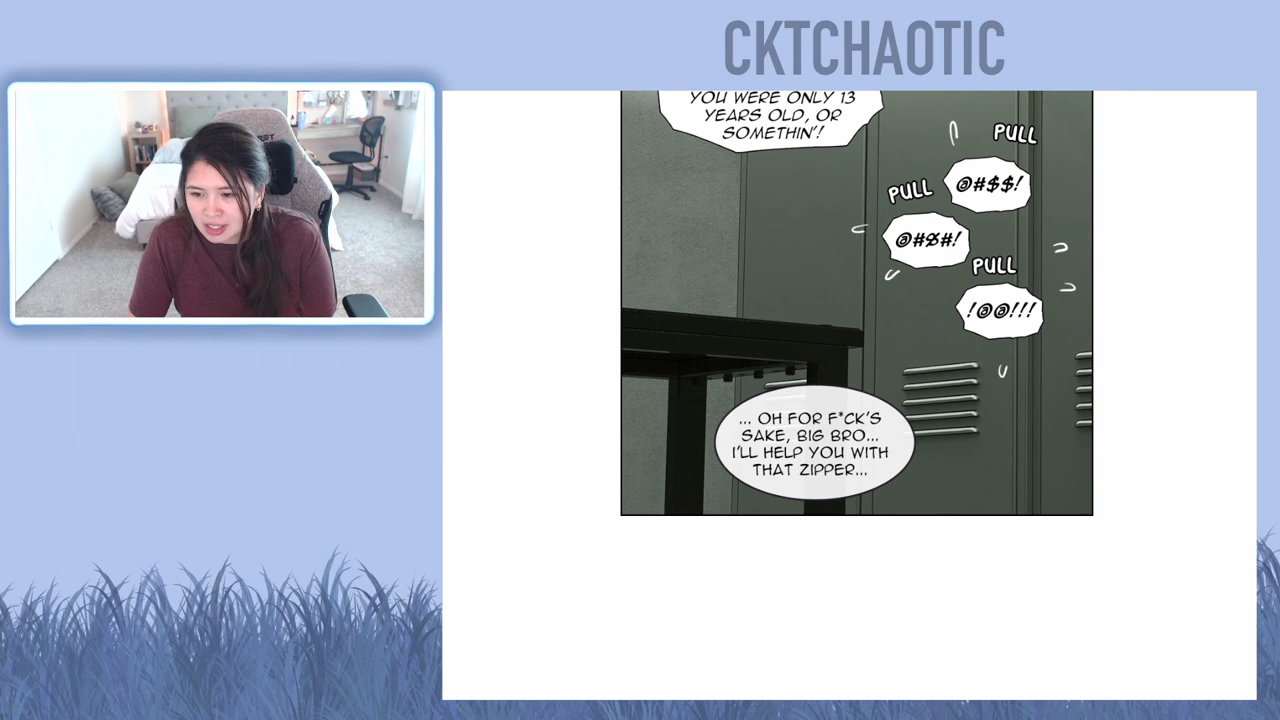 CKTCHAOTIC
YOU WERE ONLY 13
YEARS OLD, OR
SOMETHIN'!
PULL
@#$$!
PULL
@#%#!
PULL
!@@!!!
... OH FOR F*CK'S
SAKE, BIG BRO...
I'LL HELP YOU WITH
THAT ZIPPER...